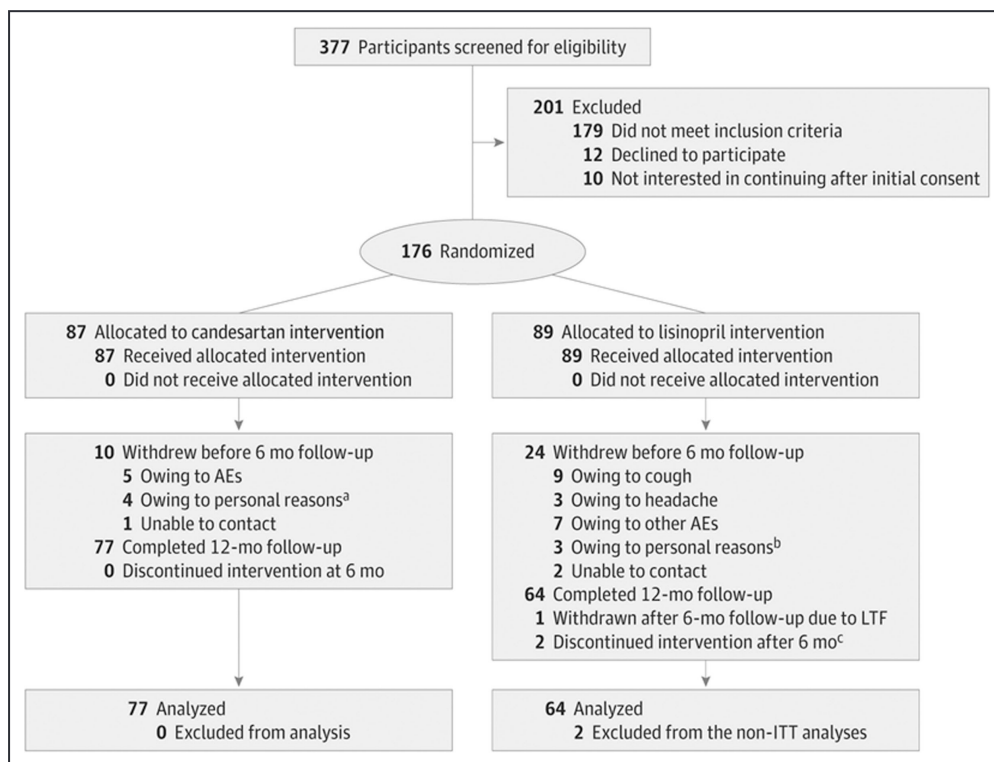 377 Participants screened for eligibility
201 Excluded
179 Did not meet inclusion criteria
12 Declined to participate
10 Not interested in continuing after initial consent
176 Randomized
87 Allocated to candesartan intervention
87 Received allocated intervention
0 Did not receive allocated intervention
89 Allocated to lisinopril intervention
89 Received allocated intervention
0 Did not receive allocated intervention
10 Withdrew before 6 mo follow-up
5 Owing to AEs
4 Owing to personal reasonsᵃ
1 Unable to contact
77 Completed 12-mo follow-up
0 Discontinued intervention at 6 mo
24 Withdrew before 6 mo follow-up
9 Owing to cough
3 Owing to headache
7 Owing to other AEs
3 Owing to personal reasonsᵇ
2 Unable to contact
64 Completed 12-mo follow-up
1 Withdrawn after 6-mo follow-up due to LTF
2 Discontinued intervention after 6 moᶜ
77 Analyzed
0 Excluded from analysis
64 Analyzed
2 Excluded from the non-ITT analyses